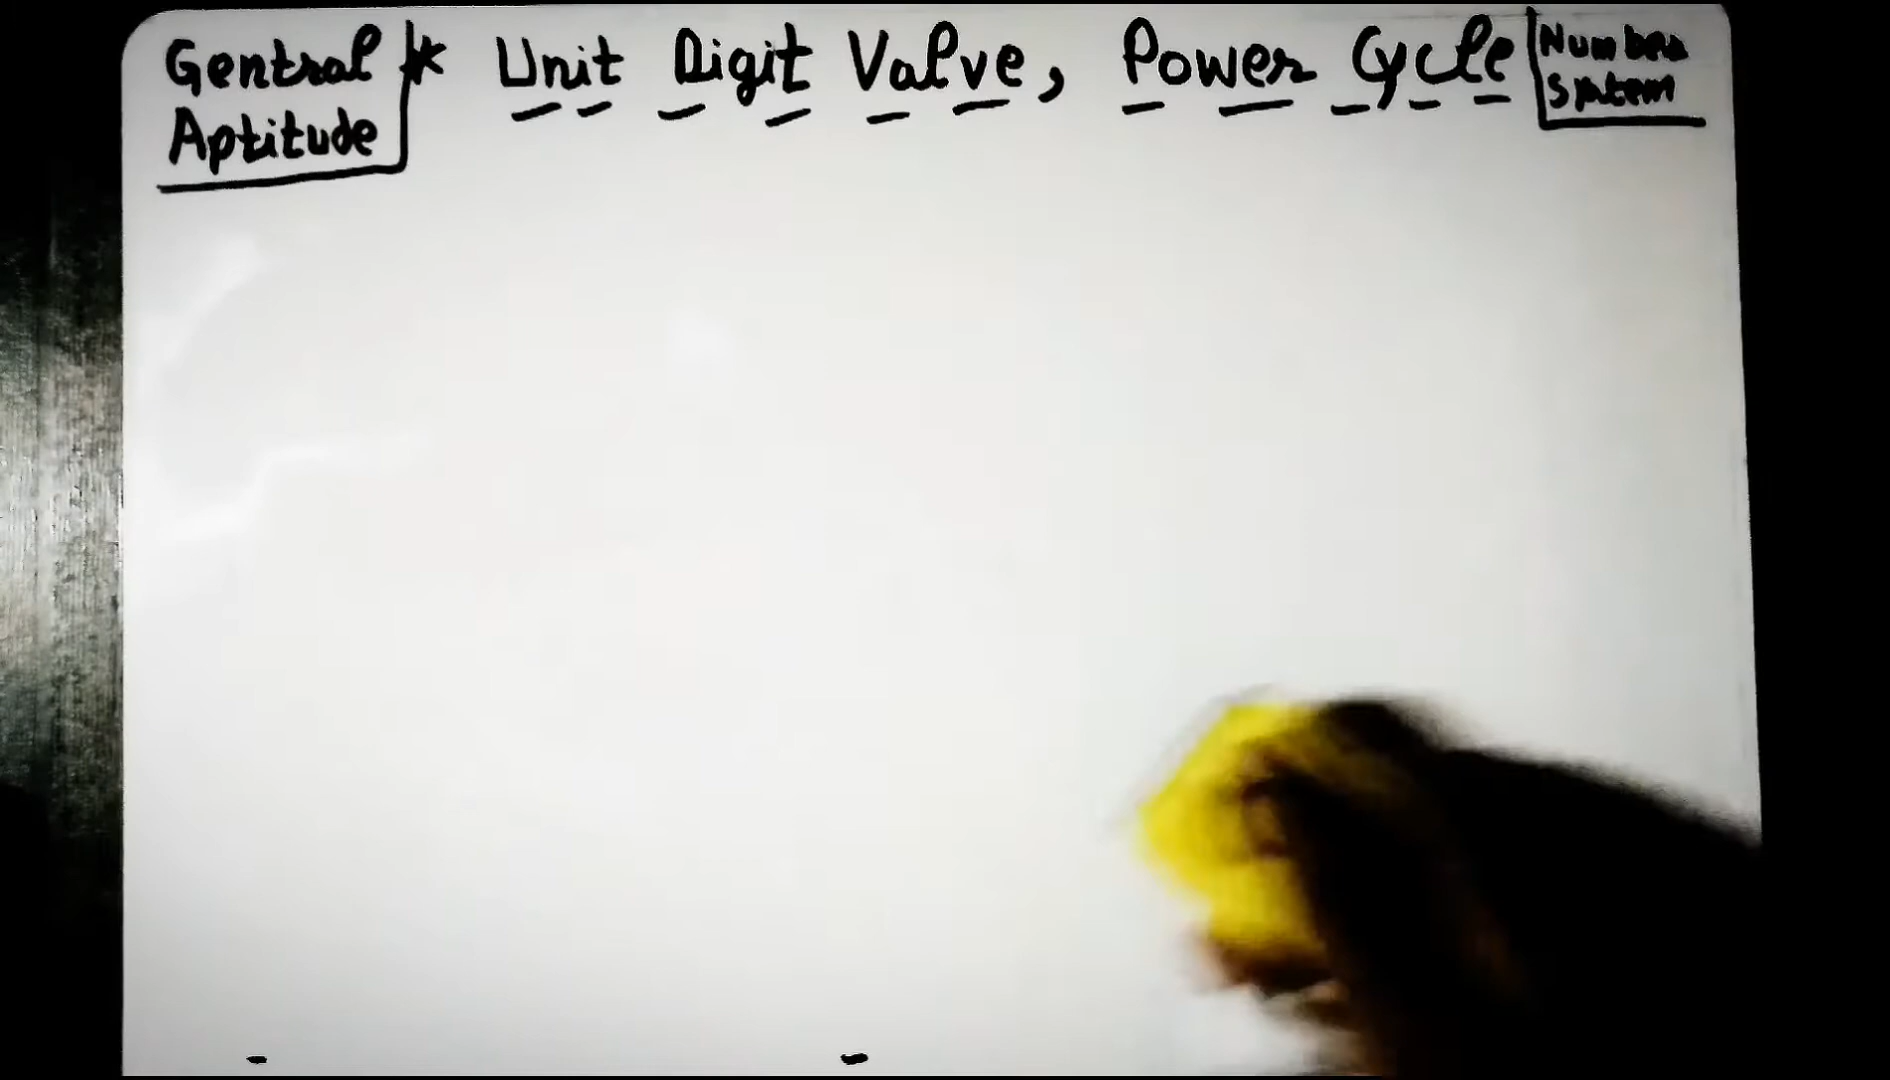 Gentral
Aptitude
* Unit Digit Valve, Power Cycle
Number
System